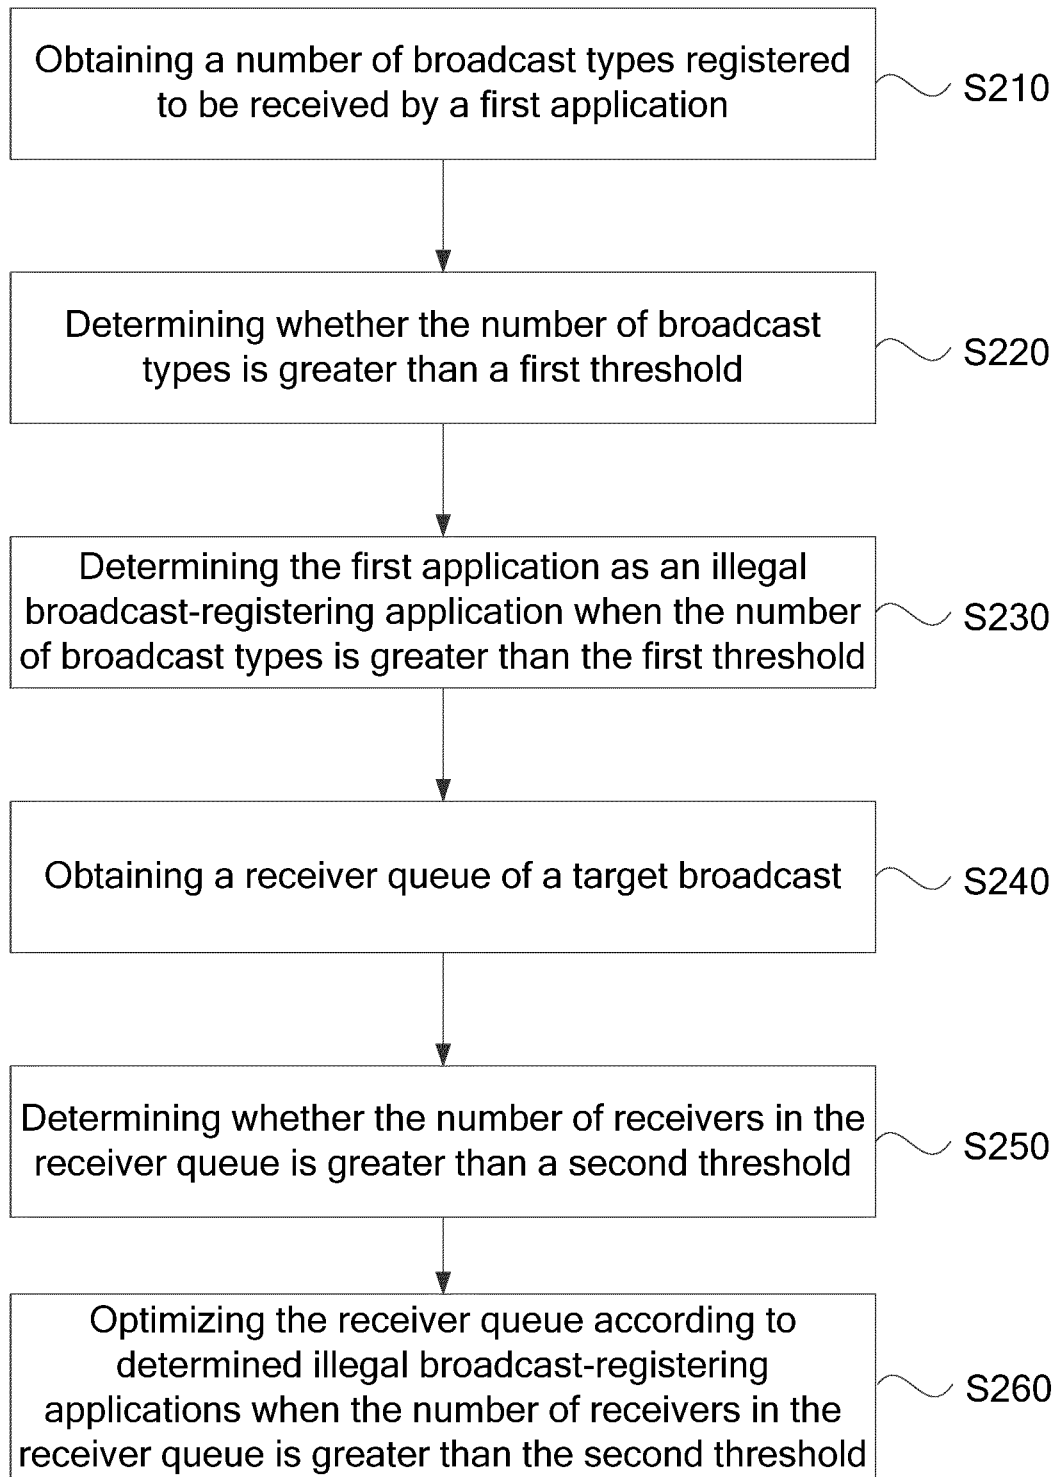 Obtaining a number of broadcast types registered
to be received by a first application
S210
Determining whether the number of broadcast
types is greater than a first threshold
S220
Determining the first application as an illegal
broadcast-registering application when the number
of broadcast types is greater than the first threshold
S230
Obtaining a receiver queue of a target broadcast
S240
Determining whether the number of receivers in the
receiver queue is greater than a second threshold
S250
Optimizing the receiver queue according to
determined illegal broadcast-registering
applications when the number of receivers in the
receiver queue is greater than the second threshold
S260